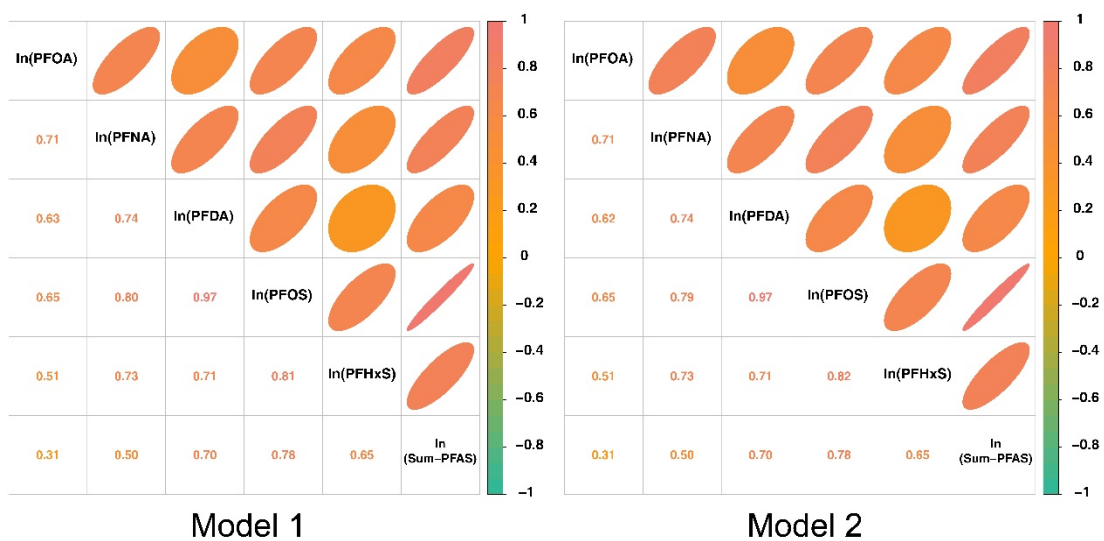 ln(PFOA)
0.71 ln(PFNA)
0.63 0.74 ln(PFDA)
0.65 0.80 0.97 ln(PFOS)
0.51 0.73 0.71 0.81 ln(PFHxS)
0.31 0.50 0.70 0.78 0.65 ln
(Sum−PFAS)
1
0.8
0.6
0.4
0.2
0
−0.2
−0.4
−0.6
−0.8
−1
Model 1
ln(PFOA)
0.71 ln(PFNA)
0.62 0.74 ln(PFDA)
0.65 0.79 0.97 ln(PFOS)
0.51 0.73 0.71 0.82 ln(PFHxS)
0.31 0.50 0.70 0.78 0.65 ln
(Sum−PFAS)
1
0.8
0.6
0.4
0.2
0
−0.2
−0.4
−0.6
−0.8
−1
Model 2